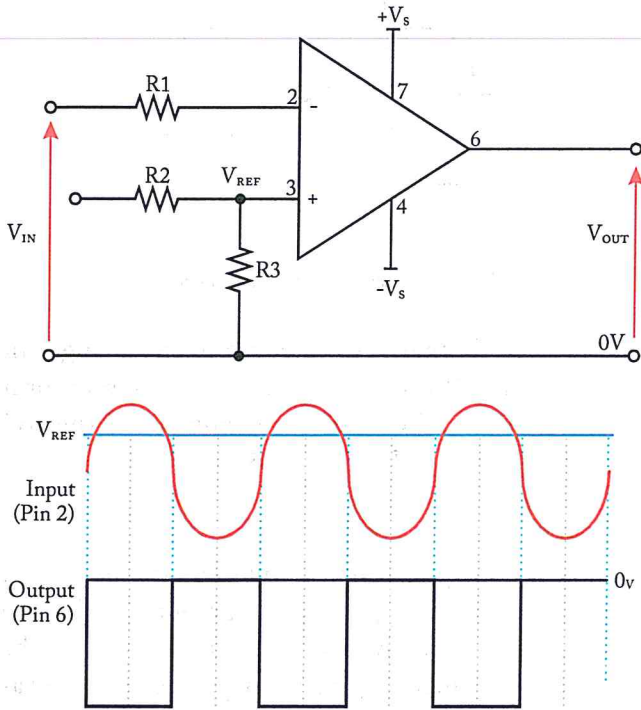 +Vs
R1
2
-
7
6
R2
VREF
3
+
4
VIN
R3
-Vs
VOUT
0V
VREF
Input
(Pin 2)
Output
(Pin 6)
0v